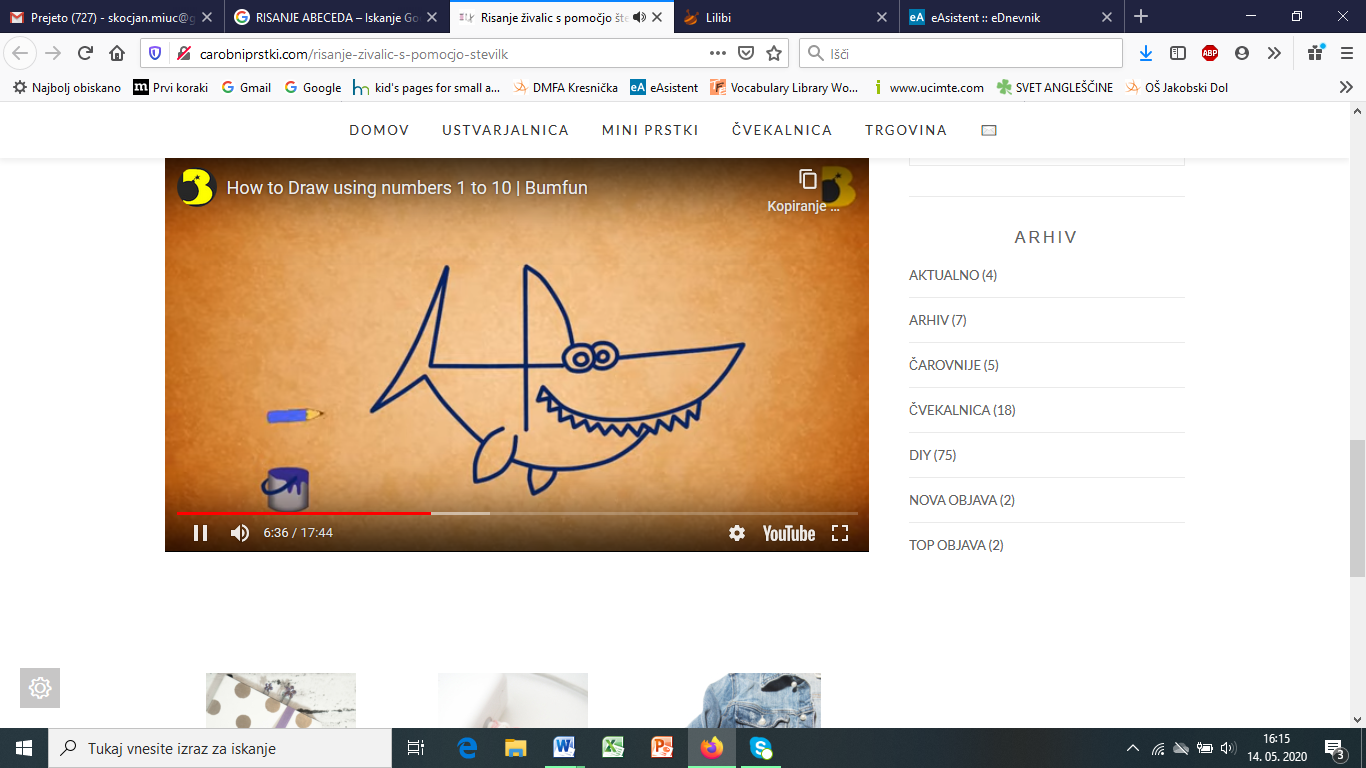 Prejeto (727) - skocjan.miuc@g
RISANJE ABECEDA – Iskanje Go
Risanje živalic s pomočjo šte
Lilibi
eAsistent :: eDnevnik
carobniprstki.com/risanje-zivalic-s-pomocjo-stevilk
Išči
ABP
Najbolj obiskano
Prvi koraki
Gmail
Google
kid's pages for small a...
DMFA Kresnička
eAsistent
Vocabulary Library Wo...
www.ucimte.com
SVET ANGLEŠČINE
OŠ Jakobski Dol
DOMOV
USTVARJALNICA
MINI PRSTKI
ČVEKALNICA
TRGOVINA
How to Draw using numbers 1 to 10 | Bumfun
Kopiranje ...
6:36 / 17:44
YouTube
ARHIV
AKTUALNO (4)
ARHIV (7)
ČAROVNIJE (5)
ČVEKALNICA (18)
DIY (75)
NOVA OBJAVA (2)
TOP OBJAVA (2)
Tukaj vnesite izraz za iskanje
16:15
14. 05. 2020
3